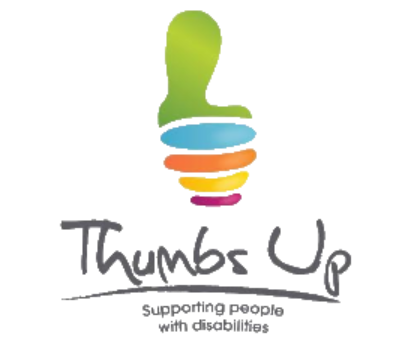 Thumbs Up
Supporting people
with disabilities